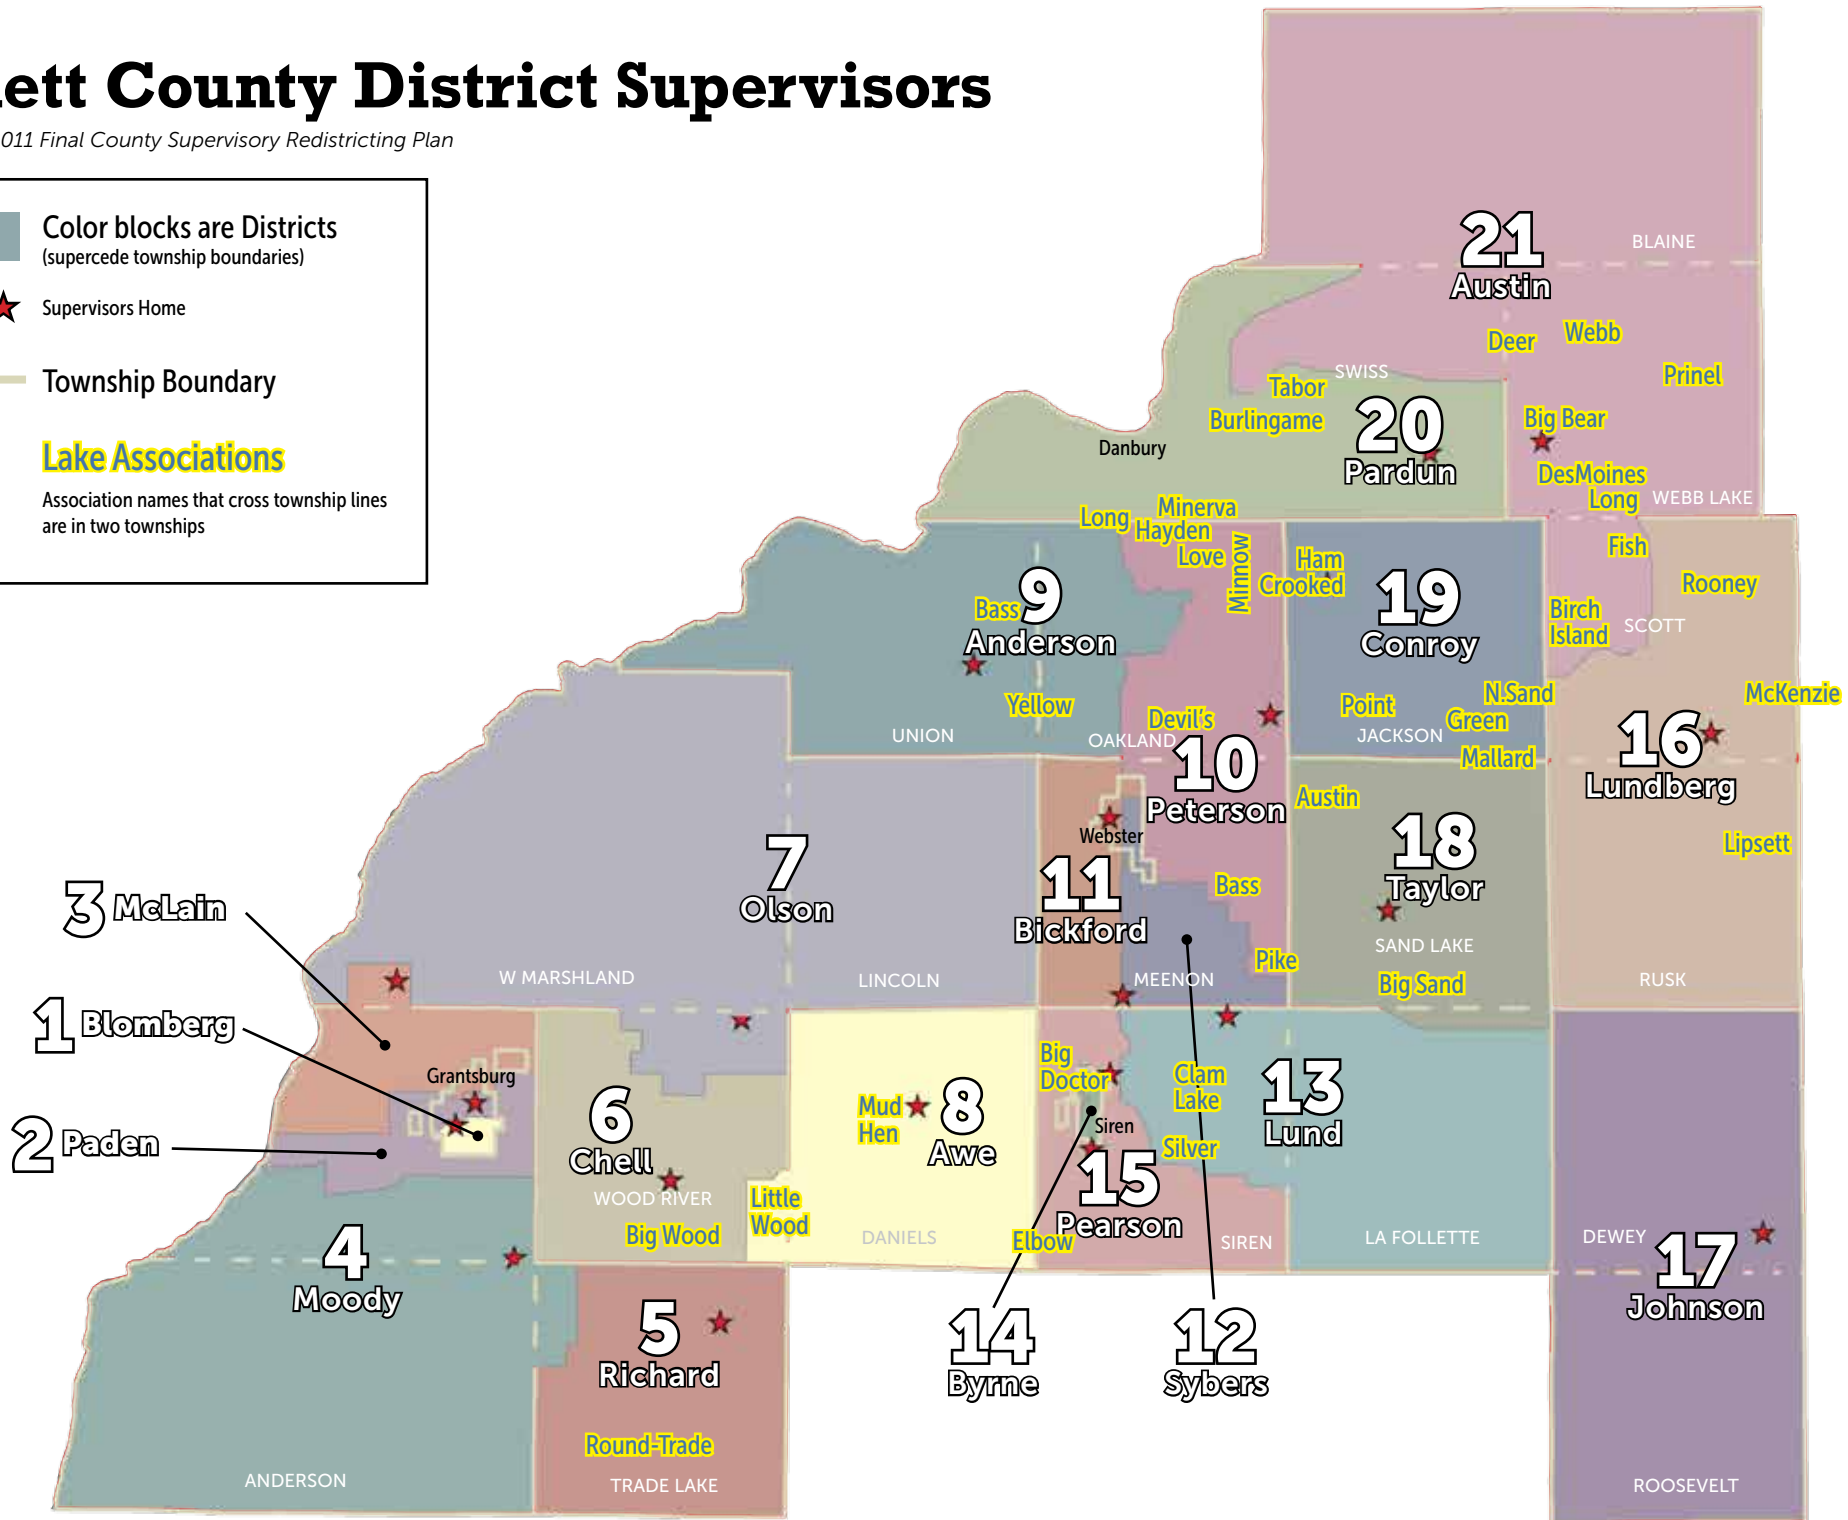 ett County District Supervisors
011 Final County Supervisory Redistricting Plan
Color blocks are Districts
(supercede township boundaries)
Supervisors Home
Township Boundary
Lake Associations
Association names that cross township lines
are in two townships
21
Austin
BLAINE
Deer
Webb
Prinel
SWISS
Tabor
Burlingame
20
Pardun
Big Bear
Danbury
DesMoines
Long
WEBB LAKE
Long
Minerva
Hayden
Love
Minnow
Ham
Crooked
Fish
Rooney
9
Anderson
Bass
Yellow
UNION
OAKLAND
Devil's
10
Peterson
19
Conroy
Point
N.Sand
Green
JACKSON
Mallard
Birch
Island
SCOTT
McKenzie
16
Lundberg
Lipsett
RUSK
Austin
18
Taylor
SAND LAKE
Big Sand
Webster
11
Bickford
Bass
Pike
MEENON
7
Olson
W MARSHLAND
LINCOLN
3 McLain
1 Blomberg
2 Paden
Grantsburg
6
Chell
WOOD RIVER
Big Wood
Little
Wood
Mud
Hen
8
Awe
DANIELS
Big
Doctor
Siren
Clam
Lake
Silver
13
Lund
15
Pearson
Elbow
SIREN
LA FOLLETTE
DEWEY
17
Johnson
ROOSEVELT
4
Moody
ANDERSON
5
Richard
Round-Trade
TRADE LAKE
14
Byrne
12
Sybers